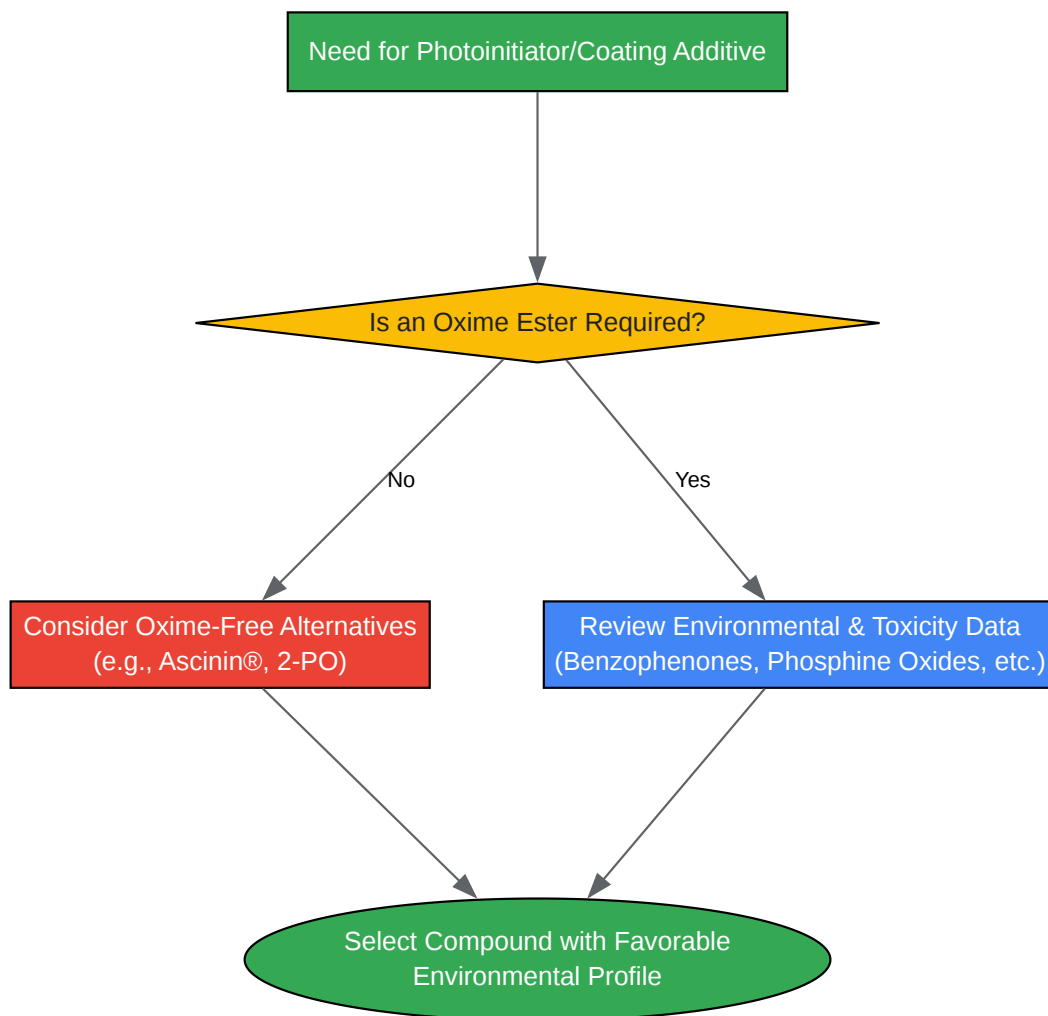 Need for Photoinitiator/Coating Additive
Is an Oxime Ester Required?
No
Yes
Consider Oxime-Free Alternatives
(e.g., Ascinin®, 2-PO)
Review Environmental & Toxicity Data
(Benzophenones, Phosphine Oxides, etc.)
Select Compound with Favorable
Environmental Profile